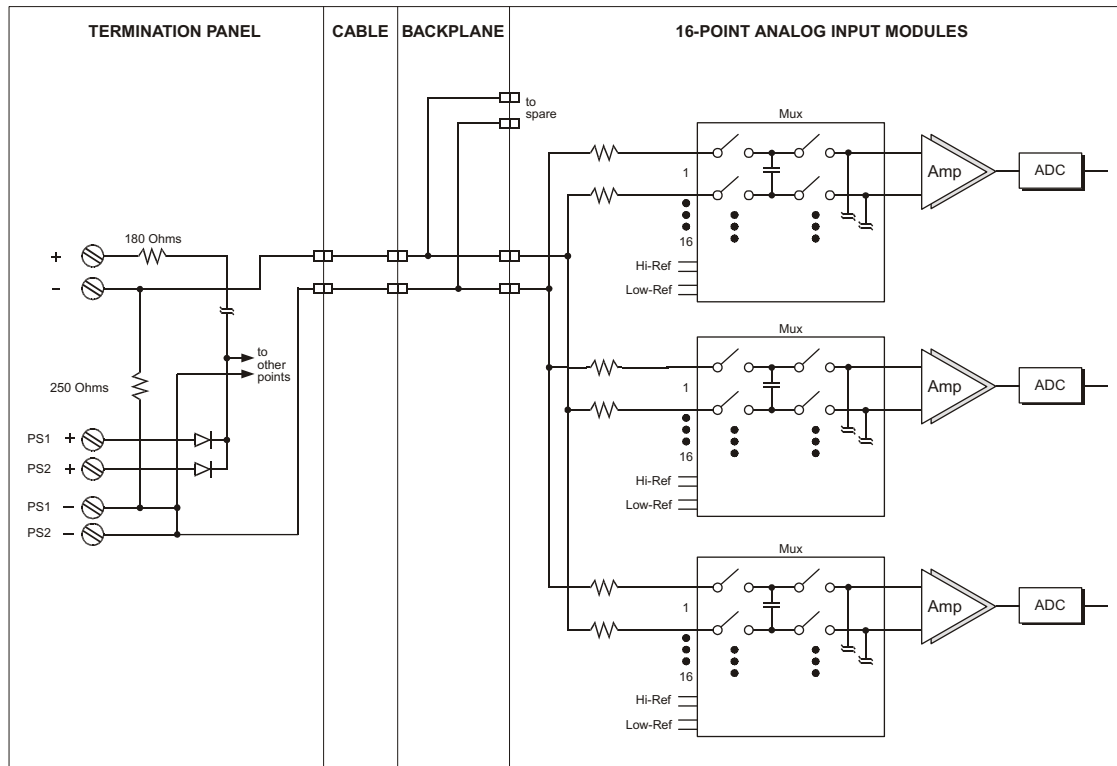 TERMINATION PANEL
CABLE
BACKPLANE
16-POINT ANALOG INPUT MODULES
to
spare
Mux
1
16
Hi-Ref
Low-Ref
Amp
ADC
180 Ohms
+
−
250 Ohms
to
other
points
PS1 +
PS2 +
PS1 −
PS2 −
Mux
1
16
Hi-Ref
Low-Ref
Amp
ADC
Mux
1
16
Hi-Ref
Low-Ref
Amp
ADC